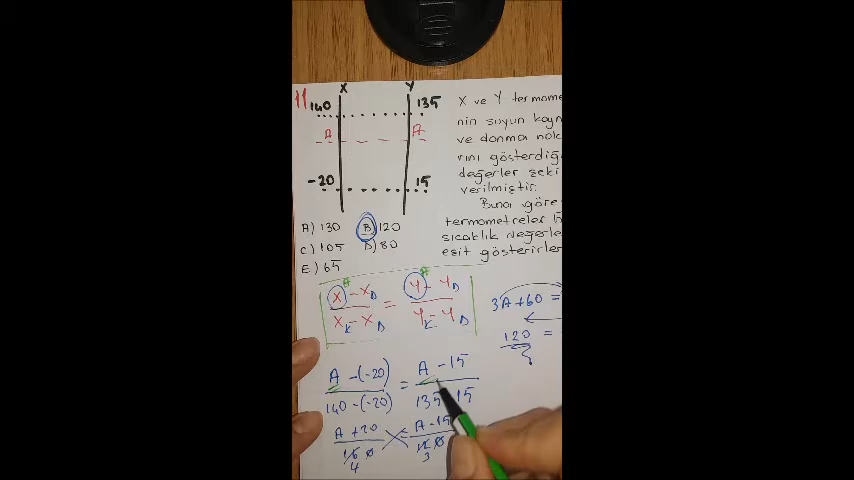 11
X Y
140 135
A A
-20 15
A) 130 B) 120
C) 105 D) 80
E) 65
X ve Y termome
nin suyun kayn
ve donma nok
rını gösterdiğ
değerler şeki
verilmiştir.
Buna göre
termometreler
sıcaklık değerle
eşit gösterirler
X - X_D / X_K - X_D = Y - Y_D / Y_K - Y_D
A A
3A+60 =
120 =
A - (-20) / 140 - (-20) = A - 15 / 135 - 15
A + 20 / 160 = A - 15 / 120
4 3